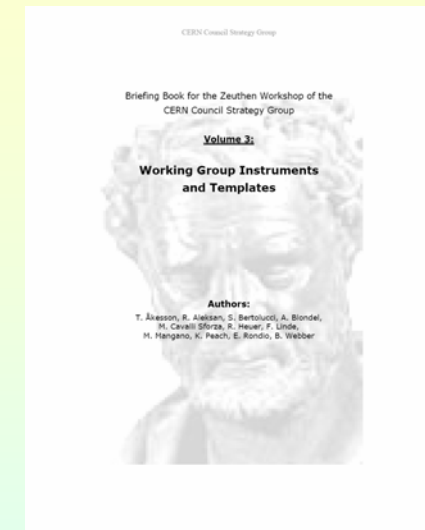 CERN Council Strategy Group
Briefing Book for the Zeuthen Workshop of the
CERN Council Strategy Group
Volume 3:
Working Group Instruments
and Templates
Authors:
T. Åkesson, R. Aleksan, S. Bertolucci, A. Blondel,
M. Cavalli Sforza, R. Heuer, F. Linde,
M. Mangano, K. Peach, E. Rondio, B. Webber